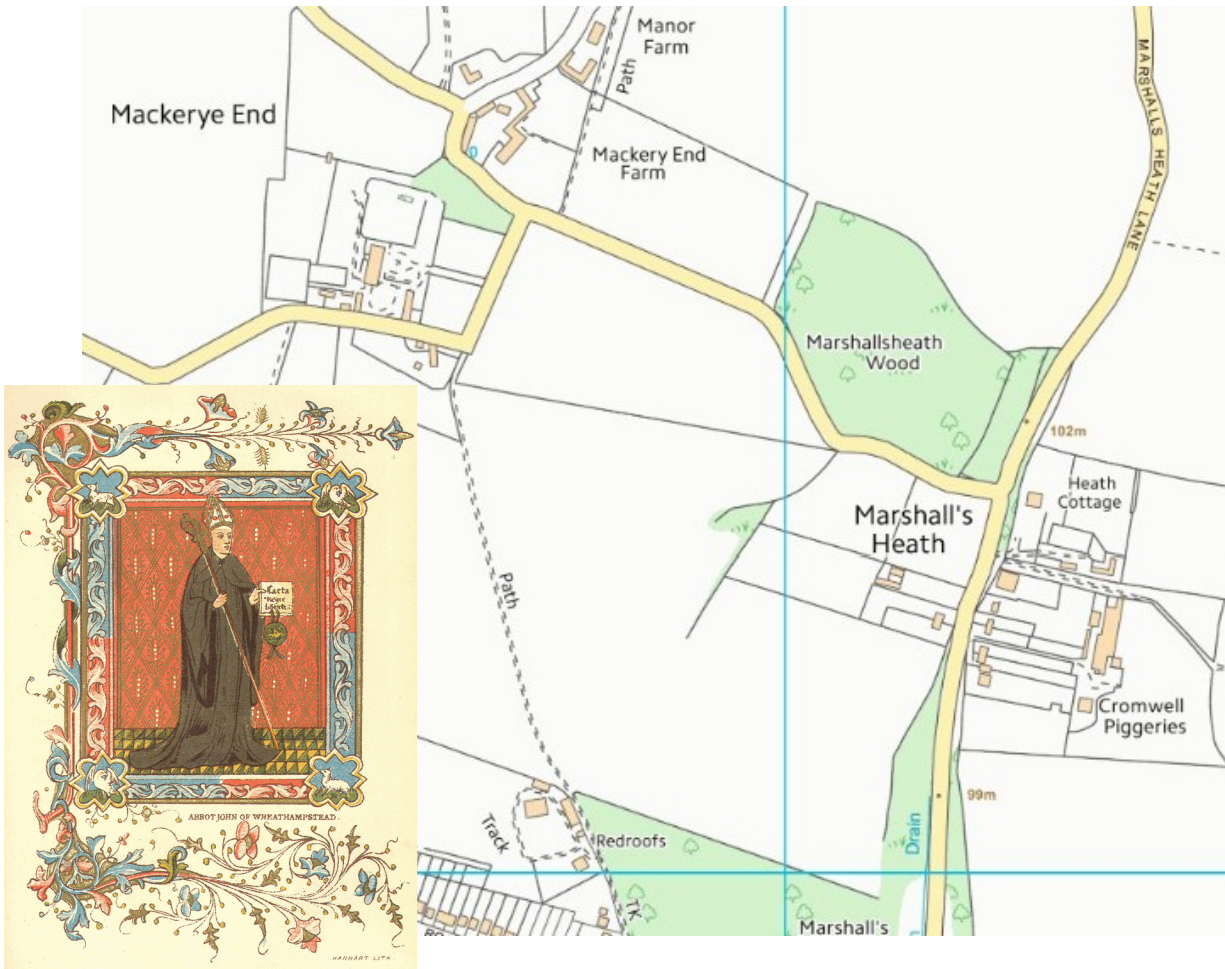 Manor
Farm
Path
MARSHALLS HEATH LANE
Mackerye End
Mackery End
Farm
Marshallsheath
Wood
102m
Heath
Cottage
Marshall's
Heath
Path
Cromwell
Piggeries
99m
Drain
Track
Redroofs
TK
Marshall's
Carta
ABBOT JOHN OF WHEATHAMPSTEAD.
HANHART LITH.